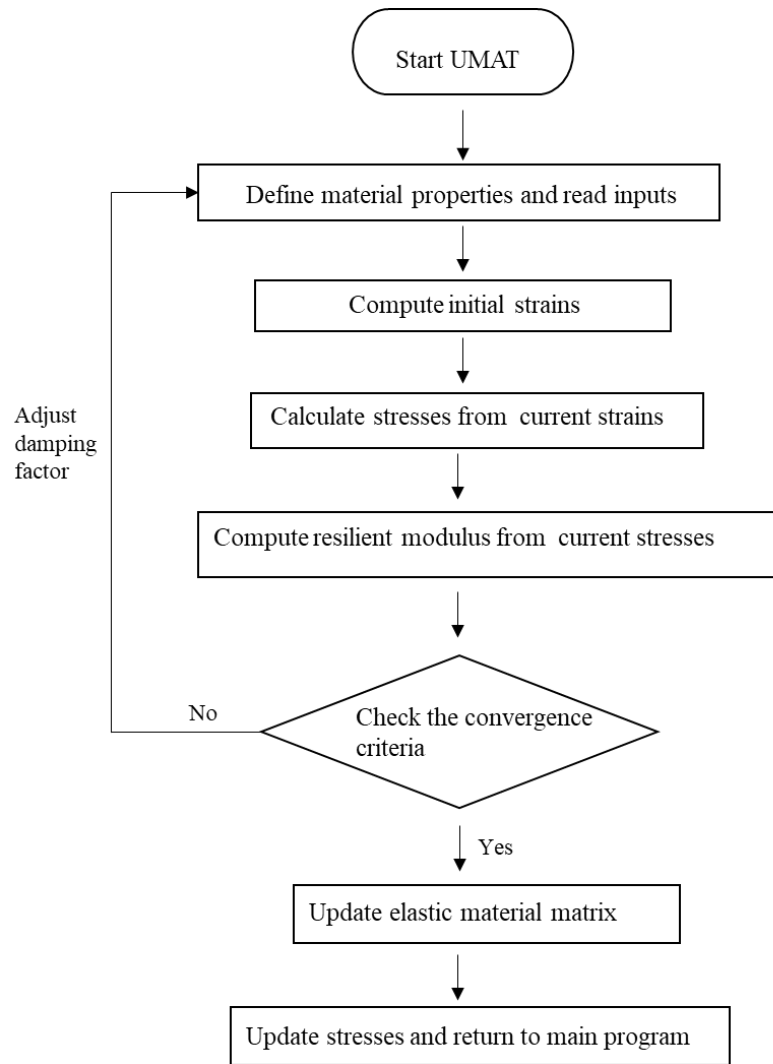 Start UMAT
Define material properties and read inputs
Compute initial strains
Calculate stresses from current strains
Adjust
damping
factor
Compute resilient modulus from current stresses
No
Check the convergence
criteria
Yes
Update elastic material matrix
Update stresses and return to main program